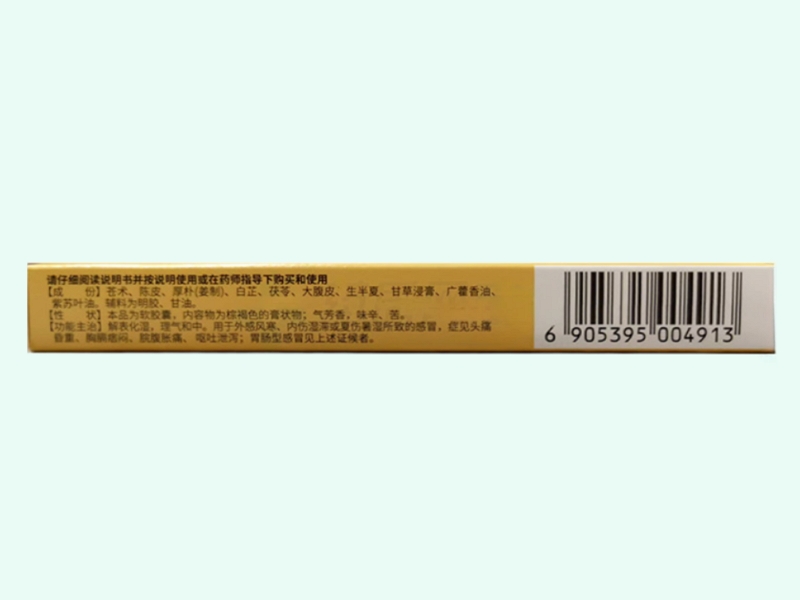 请仔细阅读说明书并按说明使用或在药师指导下购买和使用
【成 份】苍术、陈皮、厚朴(姜制)、白芷、茯苓、大腹皮、生半夏、甘草浸膏、广藿香油、
紫苏叶油。辅料为明胶、甘油。
【性 状】本品为软胶囊，内容物为棕褐色的膏状物；气芳香，味辛、苦。
【功能主治】解表化湿，理气和中。用于外感风寒、内伤湿滞或夏伤暑湿所致的感冒，症见头痛
昏重、胸膈痞闷、脘腹胀痛、呕吐泄泻；胃肠型感冒见上述证候者。
6 905395 004913